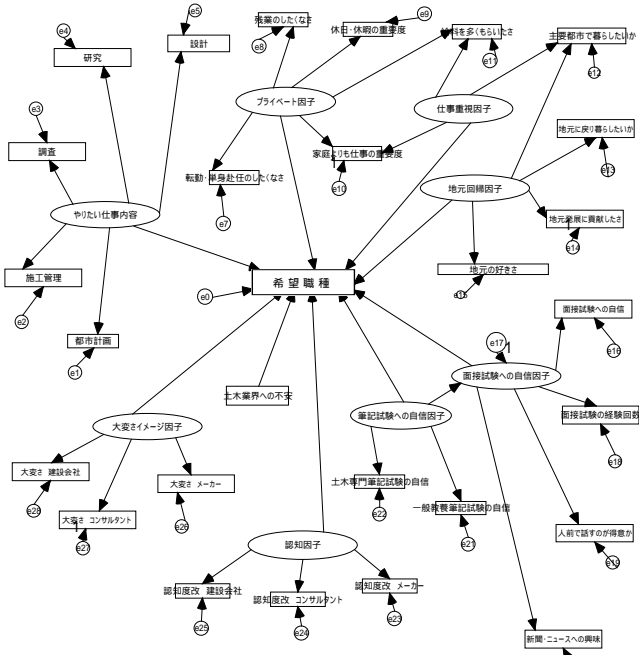 e5
残業のしたくなさ
休日・休暇の重要度
e9
e4
設計
e8
給料を多くもらいたさ
主要都市で暮らしたいか
研究
e11
e12
e3
プライベート因子
仕事重視因子
地元に戻り暮らしたいか
調査
家庭よりも仕事の重要度
e13
転勤・単身赴任のしたくなさ
1
e10
地元回帰因子
やりたい仕事内容
e7
地元発展に貢献したさ
1
e14
施工管理
希望職種
地元の好きさ
e0
e15
e2
面接試験への自信
都市計画
e17
1
e16
e1
面接試験への自信因子
土木業界への不安
筆記試験への自信因子
面接試験の経験回数
大変さイメージ因子
e18
大変さ 建設会社
大変さ メーカー
土木専門筆記試験の自信
e28
大変さ コンサルタント
e26
e22
一般教養筆記試験の自信
1
e27
人前で話すのが得意か
認知因子
e21
e19
認知度改 建設会社
認知度改 コンサルタント
認知度改 メーカー
e25
e24
e23
新聞・ニュースへの興味